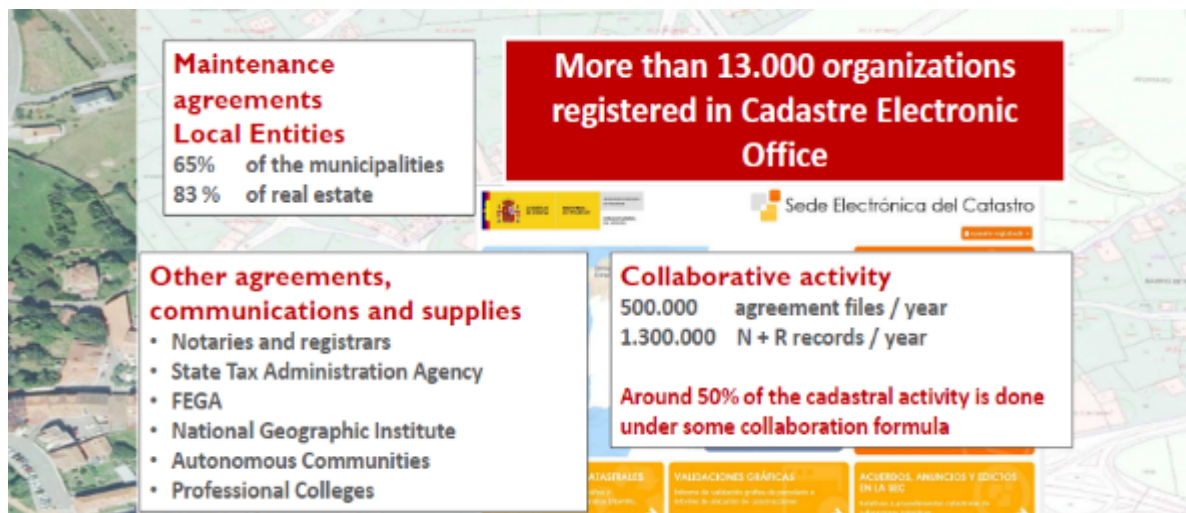 Maintenance
agreements
Local Entities
65% of the municipalities
83 % of real estate
More than 13.000 organizations
registered in Cadastre Electronic
Office
Sede Electrónica del Catastro
Other agreements,
communications and supplies
• Notaries and registrars
• State Tax Administration Agency
• FEGA
• National Geographic Institute
• Autonomous Communities
• Professional Colleges
Collaborative activity
500.000 agreement files / year
1.300.000 N + R records / year
Around 50% of the cadastral activity is done
under some collaboration formula
VALIDACIONES GRÁFICAS
ACUERDOS, ANUNCIOS Y EDICTOS
EN LA SEC